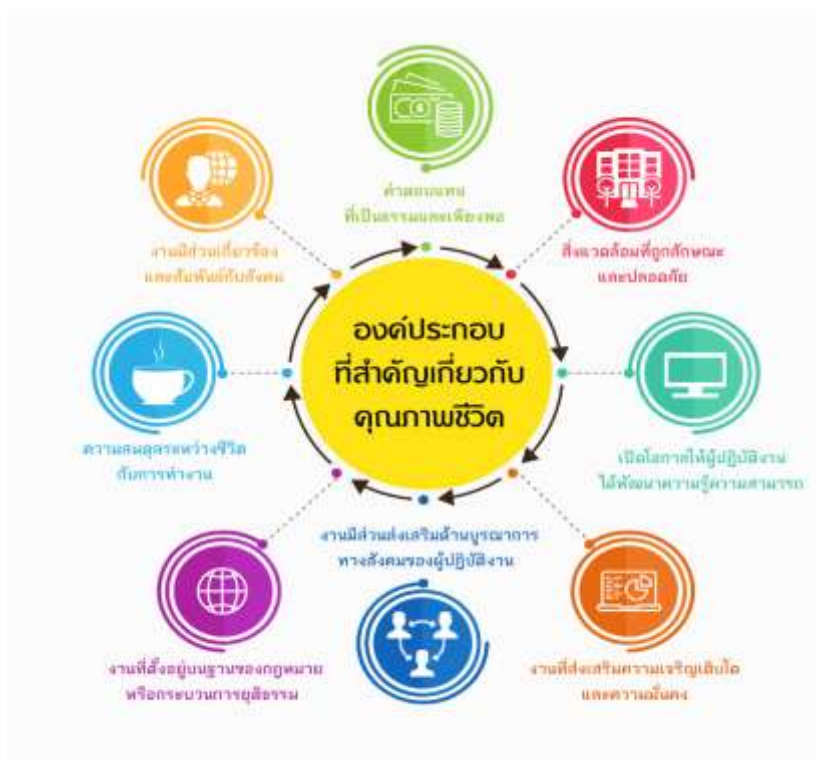 องค์ประกอบ
ที่สำคัญเกี่ยวกับ
คุณภาพชีวิต
ค่าตอบแทน
ที่เป็นธรรมและเพียงพอ
สิ่งแวดล้อมที่ถูกลักษณะ
และปลอดภัย
เปิดโอกาสให้ผู้ปฏิบัติงาน
ได้พัฒนาความรู้ความสามารถ
งานที่ส่งเสริมความเจริญเติบโต
และความมั่นคง
งานมีส่วนส่งเสริมด้านบูรณาการ
ทางสังคมของผู้ปฏิบัติงาน
งานที่ตั้งอยู่บนฐานของกฎหมาย
หรือกระบวนการยุติธรรม
ความสมดุลระหว่างชีวิต
กับการทำงาน
งานมีส่วนเกี่ยวข้อง
และสัมพันธ์กับสังคม